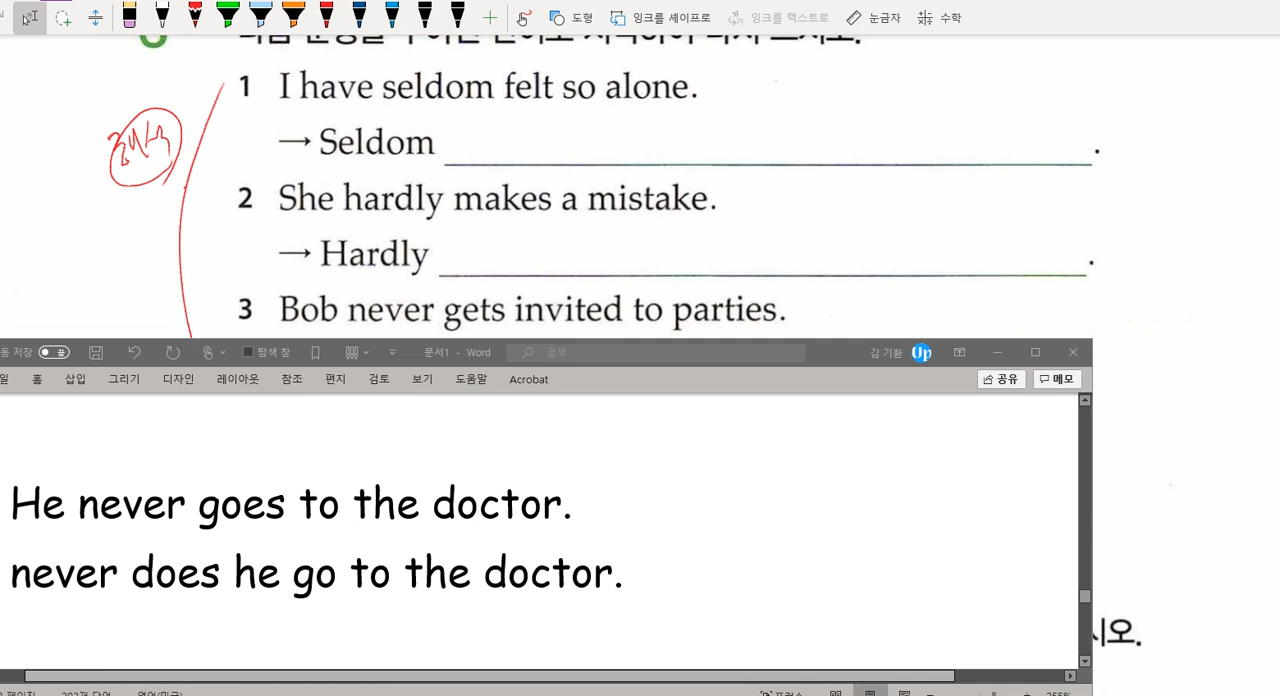 도형 잉크를 셰이프로 잉크를 텍스트로 눈금자 수학
1 I have seldom felt so alone.
→ Seldom ____ .
2 She hardly makes a mistake.
→ Hardly ____ .
3 Bob never gets invited to parties.
동 저장 탐색 창 문서1 - Word 검색 김 기환 Up
일 홈 삽입 그리기 디자인 레이아웃 참조 편지 검토 보기 도움말 Acrobat 공유 메모
He never goes to the doctor.
never does he go to the doctor.
시오.